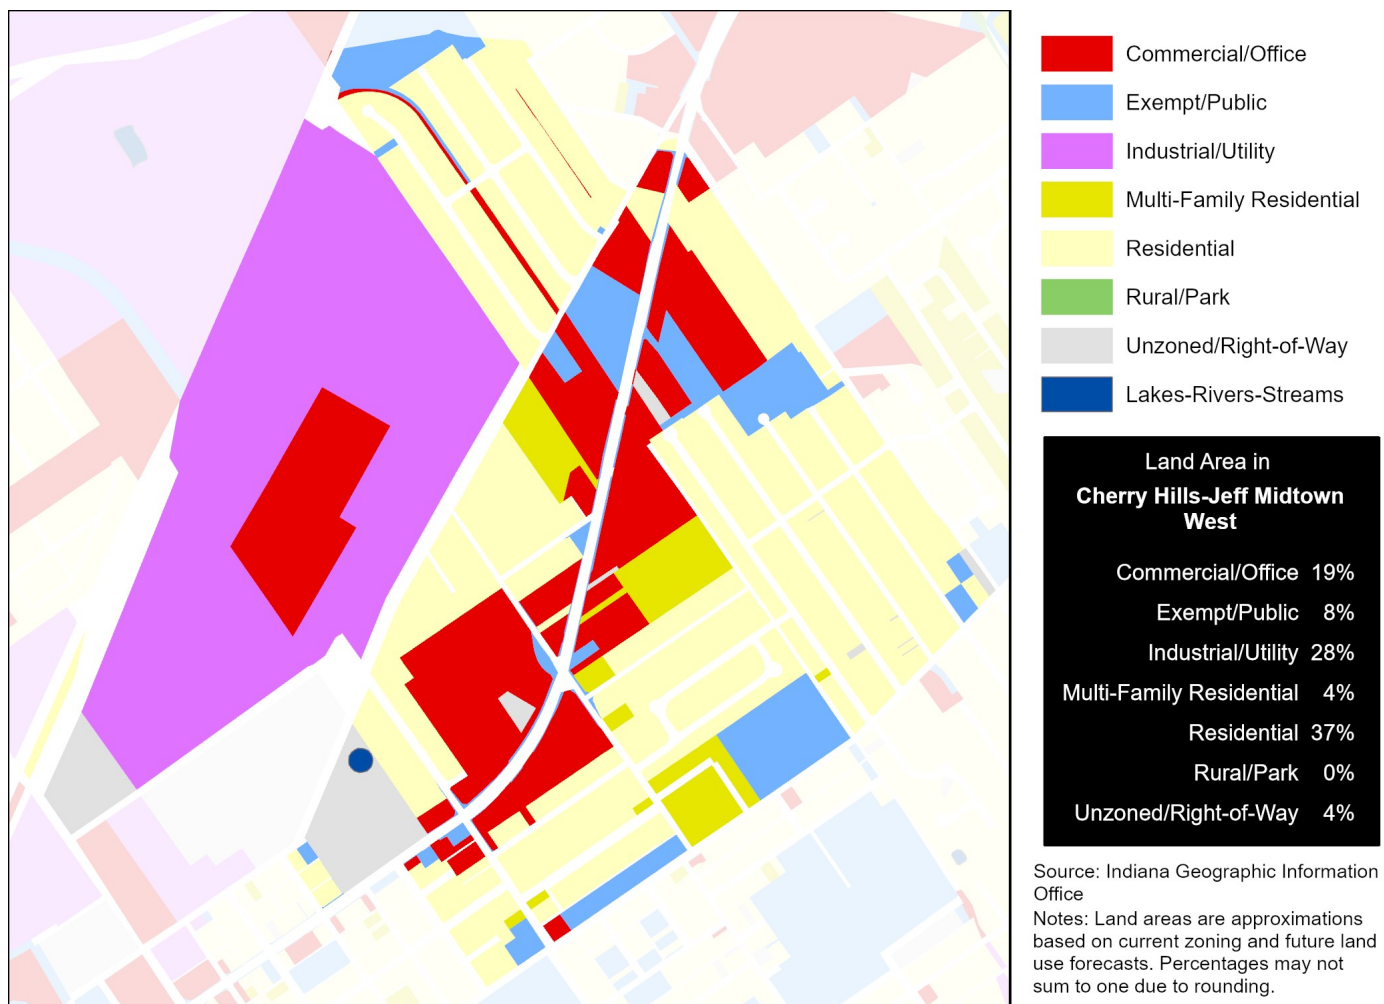 Commercial/Office
Exempt/Public
Industrial/Utility
Multi-Family Residential
Residential
Rural/Park
Unzoned/Right-of-Way
Lakes-Rivers-Streams
Land Area in
Cherry Hills-Jeff Midtown
West
Commercial/Office 19%
Exempt/Public 8%
Industrial/Utility 28%
Multi-Family Residential 4%
Residential 37%
Rural/Park 0%
Unzoned/Right-of-Way 4%
Source: Indiana Geographic Information
Office
Notes: Land areas are approximations
based on current zoning and future land
use forecasts. Percentages may not
sum to one due to rounding.